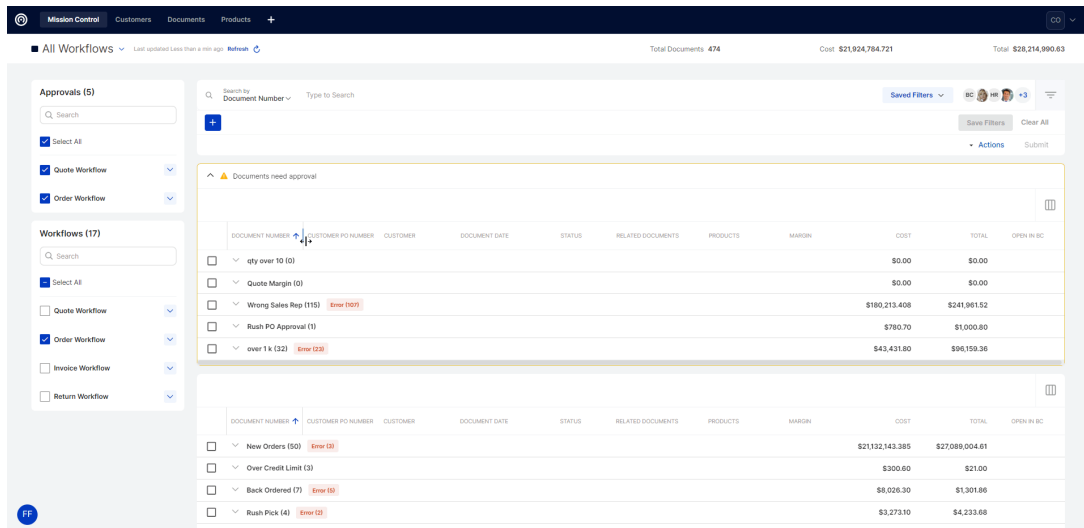 Mission Control Customers Documents Products + CO
All Workflows Last updated Less than a min ago Refresh Total Documents 474 Cost $21,924,784.721 Total $28,214,990.63
Approvals (5)
Search
Select All
Quote Workflow
Order Workflow
Workflows (17)
Search
Select All
Quote Workflow
Order Workflow
Invoice Workflow
Return Workflow
FF
Search by
Document Number Type to Search Saved Filters BC HR +3
+ Save Filters Clear All
Actions Submit
Documents need approval
DOCUMENT NUMBER CUSTOMER PO NUMBER CUSTOMER DOCUMENT DATE STATUS RELATED DOCUMENTS PRODUCTS MARGIN COST TOTAL OPEN IN BC
qty over 10 (0) $0.00 $0.00
Quote Margin (0) $0.00 $0.00
Wrong Sales Rep (115) Error (107) $180,213.408 $241,961.52
Rush PO Approval (1) $780.70 $1,000.80
over 1 k (32) Error (23) $43,431.80 $96,159.36
DOCUMENT NUMBER CUSTOMER PO NUMBER CUSTOMER DOCUMENT DATE STATUS RELATED DOCUMENTS PRODUCTS MARGIN COST TOTAL OPEN IN BC
New Orders (50) Error (3) $21,132,143.385 $27,089,004.61
Over Credit Limit (3) $300.60 $21.00
Back Ordered (7) Error (5) $8,026.30 $1,301.86
Rush Pick (4) Error (2) $3,273.10 $4,233.68